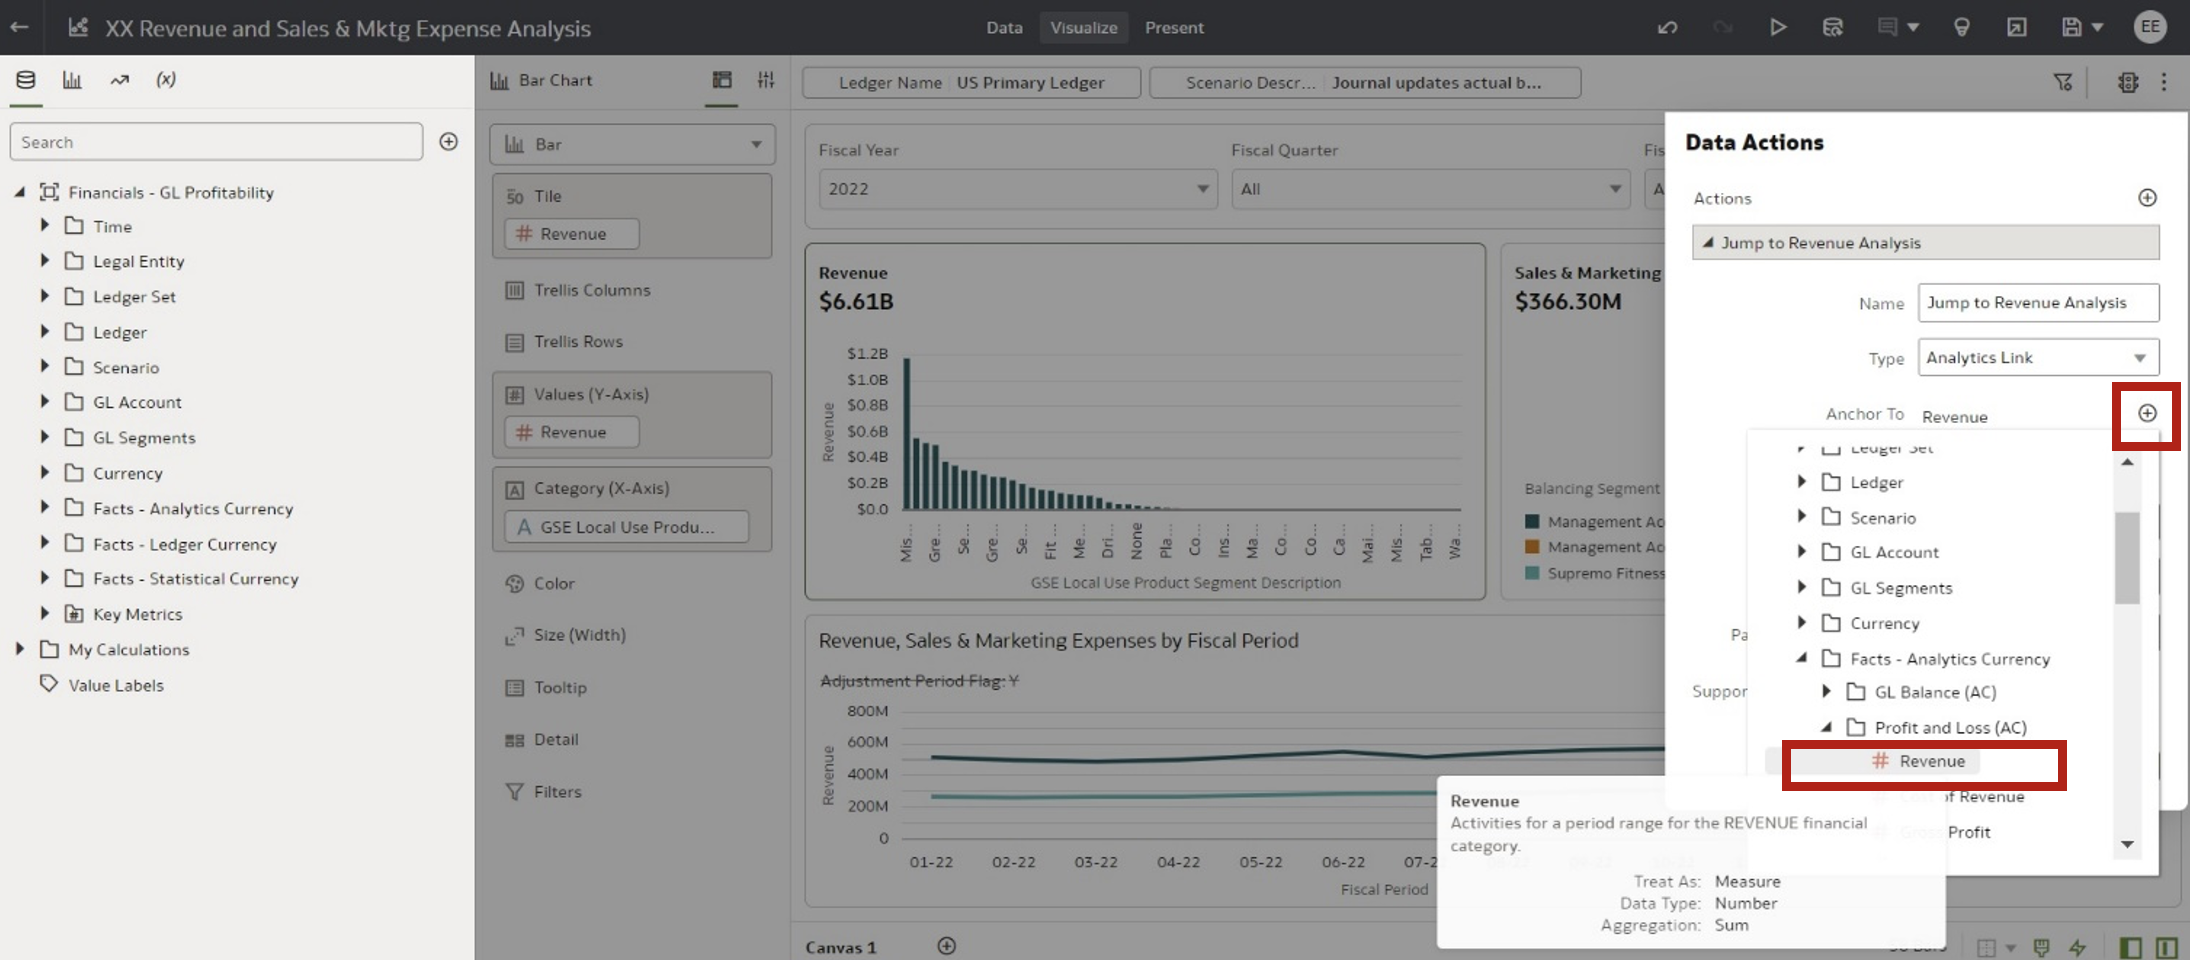 XX Revenue and Sales & Mktg Expense Analysis
Data
Visualize
Present
EE
(x)
Search
Financials - GL Profitability
Time
Legal Entity
Ledger Set
Ledger
Scenario
GL Account
GL Segments
Currency
Facts - Analytics Currency
Facts - Ledger Currency
Facts - Statistical Currency
Key Metrics
My Calculations
Value Labels
Bar Chart
Bar
50 Tile
# Revenue
Trellis Columns
Trellis Rows
Values (Y-Axis)
# Revenue
Category (X-Axis)
A GSE Local Use Produ...
Color
Size (Width)
Tooltip
Detail
Filters
Ledger Name US Primary Ledger
Scenario Descr... Journal updates actual b...
Fiscal Year
2022
Fiscal Quarter
All
Fis
A
Revenue
$6.61B
$1.2B
$1.0B
$0.8B
$0.6B
$0.4B
$0.2B
$0.0
Revenue
Mis... Gre... Se... Gre... Se... Fit ... Me... Dri... None Pla... Co... Ins... Ma... Co... Co... Ca... Mai... Mis... Tab... Wa...
GSE Local Use Product Segment Description
Sales & Marketing
$366.30M
Balancing Segment
Management Ac
Management Ac
Supremo Fitness
Revenue, Sales & Marketing Expenses by Fiscal Period
Adjustment Period Flag: Y
800M
600M
400M
200M
0
Revenue
01-22 02-22 03-22 04-22 05-22 06-22 07-2
Fiscal Period
Canvas 1
Data Actions
Actions
Jump to Revenue Analysis
Name Jump to Revenue Analysis
Type Analytics Link
Anchor To Revenue
Pa
Suppor
Ledger Set
Ledger
Scenario
GL Account
GL Segments
Currency
Facts - Analytics Currency
GL Balance (AC)
Profit and Loss (AC)
# Revenue
Cost of Revenue
Gross Profit
Revenue
Activities for a period range for the REVENUE financial
category.
Treat As: Measure
Data Type: Number
Aggregation: Sum